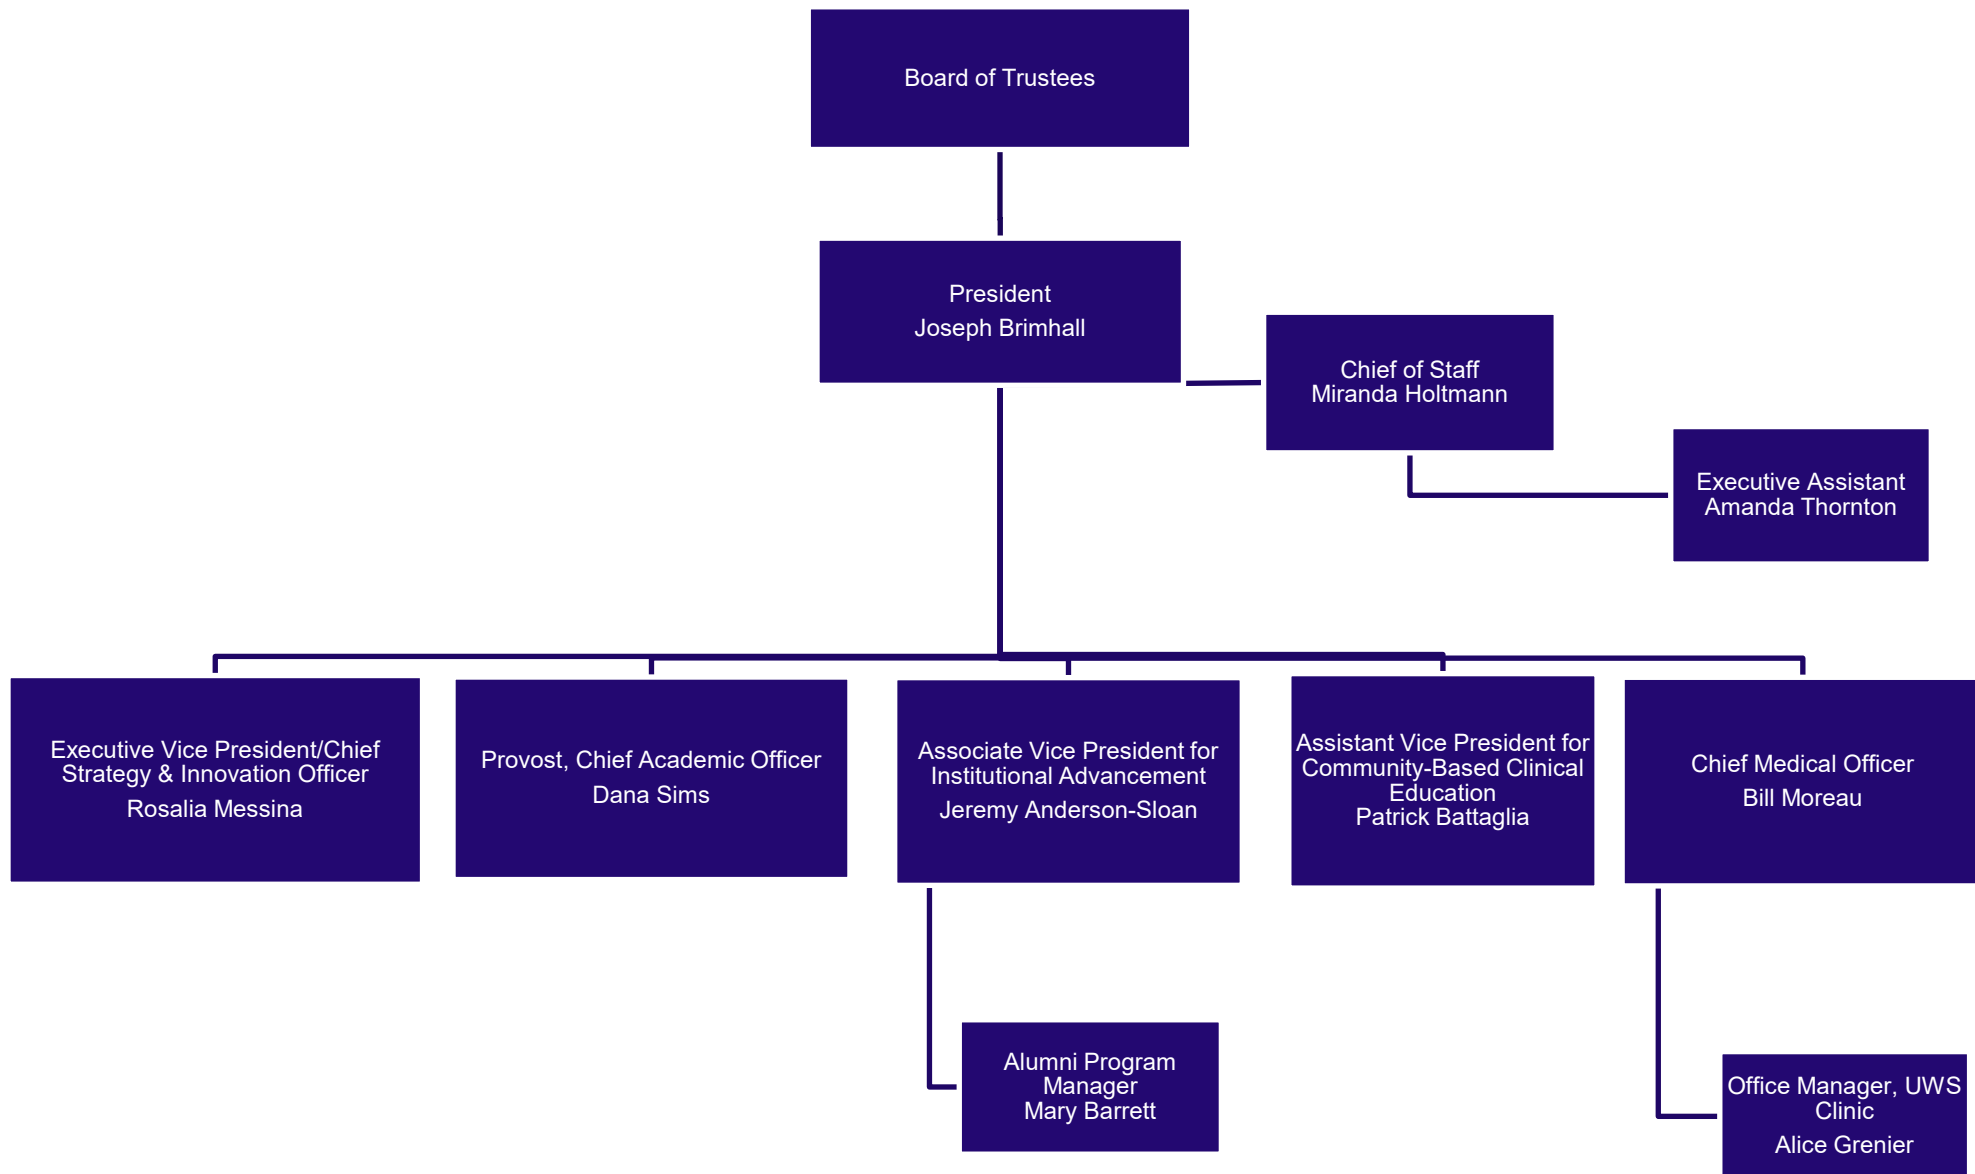 Board of Trustees
President
Joseph Brimhall
Chief of Staff
Miranda Holtmann
Executive Assistant
Amanda Thornton
Executive Vice President/Chief
Strategy & Innovation Officer
Rosalia Messina
Provost, Chief Academic Officer
Dana Sims
Associate Vice President for
Institutional Advancement
Jeremy Anderson-Sloan
Assistant Vice President for
Community-Based Clinical
Education
Patrick Battaglia
Chief Medical Officer
Bill Moreau
Alumni Program
Manager
Mary Barrett
Office Manager, UWS
Clinic
Alice Grenier